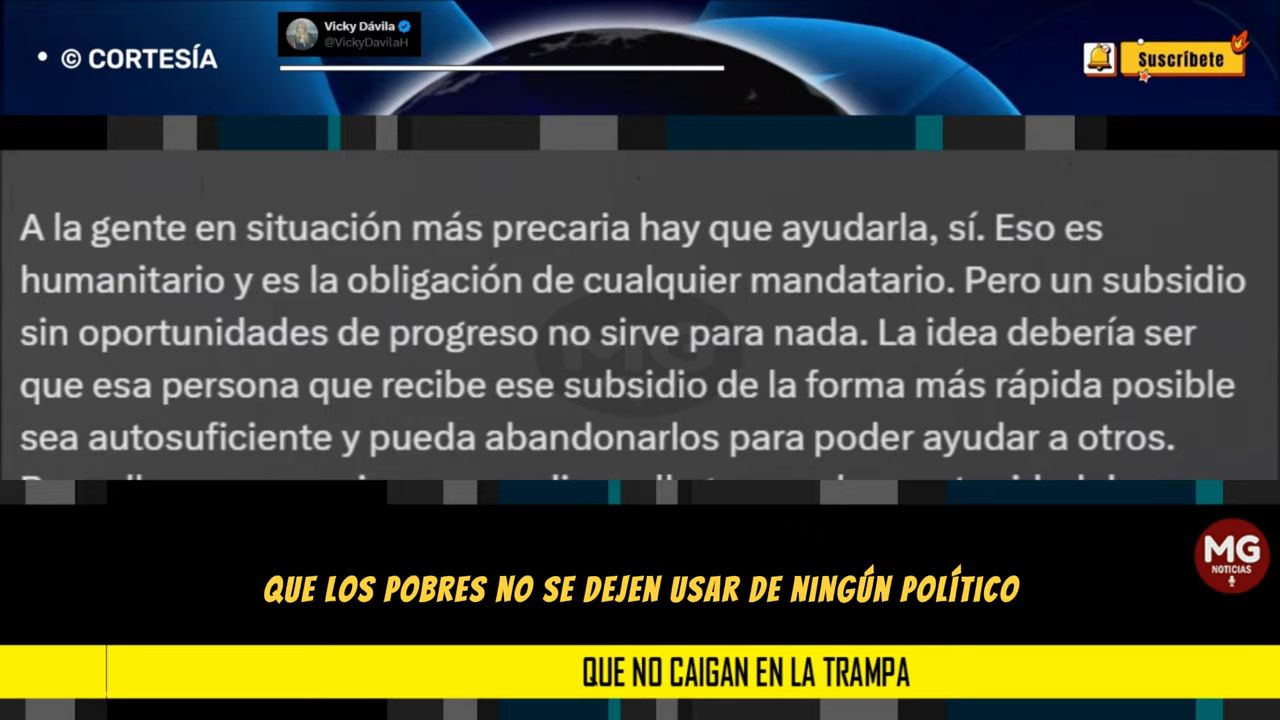 Vicky Dávila
@VickyDavilaH
• © CORTESÍA
Suscríbete
A la gente en situación más precaria hay que ayudarla, sí. Eso es
humanitario y es la obligación de cualquier mandatario. Pero un subsidio
sin oportunidades de progreso no sirve para nada. La idea debería ser
que esa persona que recibe ese subsidio de la forma más rápida posible
sea autosuficiente y pueda abandonarlos para poder ayudar a otros.
MG
NOTICIAS
QUE LOS POBRES NO SE DEJEN USAR DE NINGÚN POLÍTICO
QUE NO CAIGAN EN LA TRAMPA